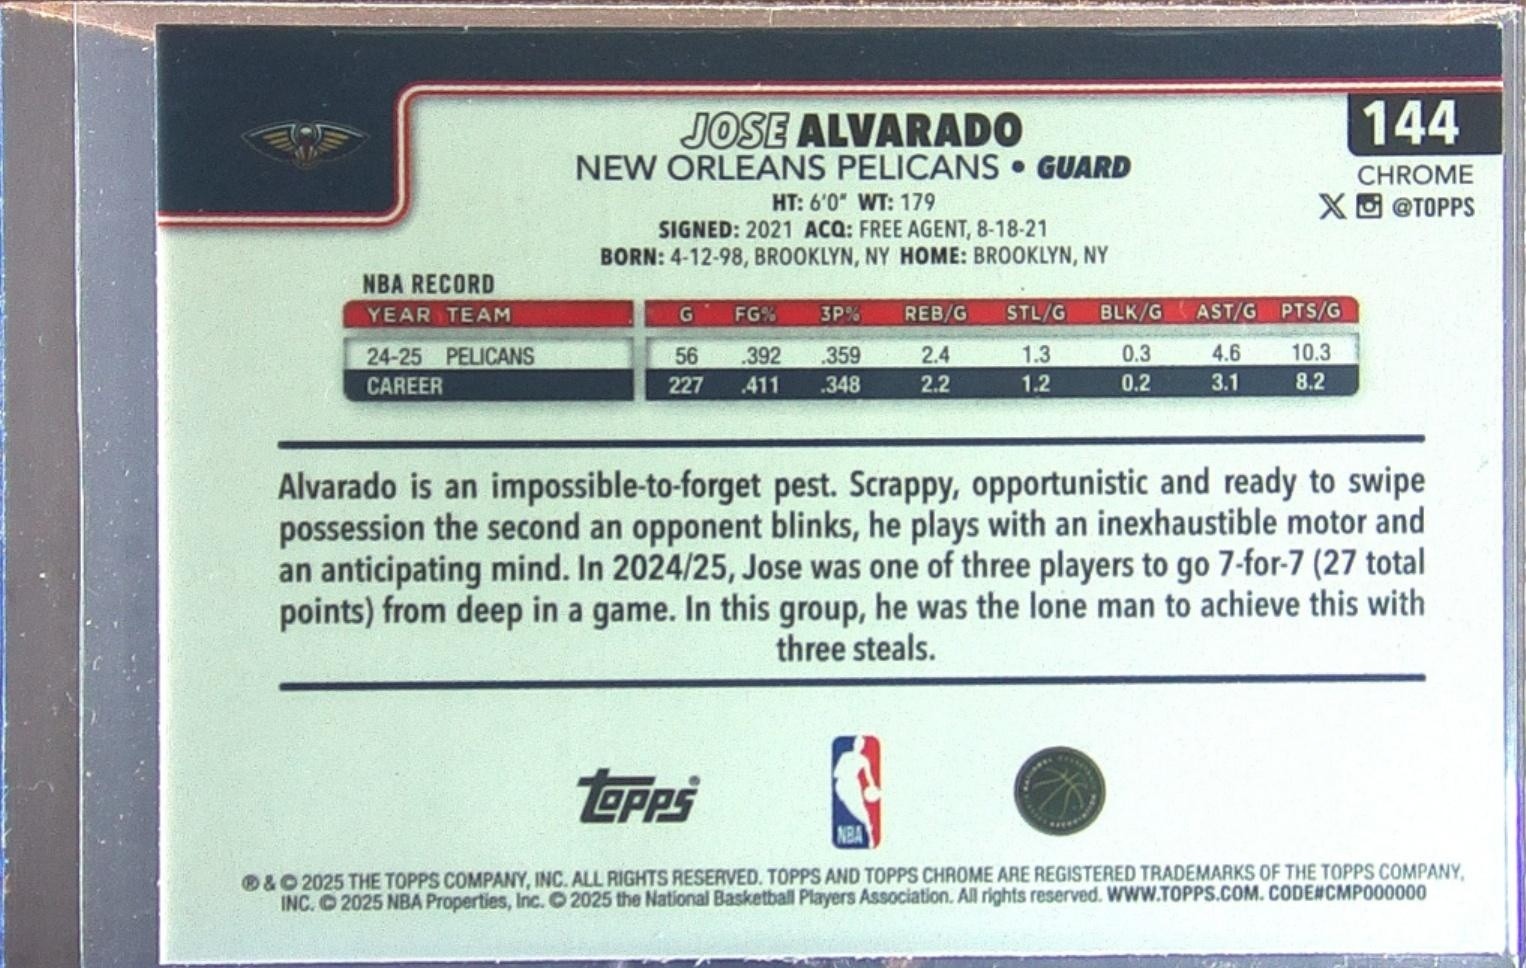 JOSE ALVARADO
144
NEW ORLEANS PELICANS • GUARD
CHROME
HT: 6'0" WT: 179
X @TOPPS
SIGNED: 2021 ACQ: FREE AGENT, 8-18-21
BORN: 4-12-98, BROOKLYN, NY HOME: BROOKLYN, NY
NBA RECORD
YEAR TEAM G FG% 3P% REB/G STL/G BLK/G AST/G PTS/G
24-25 PELICANS 56 .392 .359 2.4 1.3 0.3 4.6 10.3
CAREER 227 .411 .348 2.2 1.2 0.2 3.1 8.2
Alvarado is an impossible-to-forget pest. Scrappy, opportunistic and ready to swipe
possession the second an opponent blinks, he plays with an inexhaustible motor and
an anticipating mind. In 2024/25, Jose was one of three players to go 7-for-7 (27 total
points) from deep in a game. In this group, he was the lone man to achieve this with
three steals.
topps®
NBA
® & © 2025 THE TOPPS COMPANY, INC. ALL RIGHTS RESERVED. TOPPS AND TOPPS CHROME ARE REGISTERED TRADEMARKS OF THE TOPPS COMPANY,
INC. © 2025 NBA Properties, Inc. © 2025 the National Basketball Players Association. All rights reserved. WWW.TOPPS.COM. CODE#CMP000000